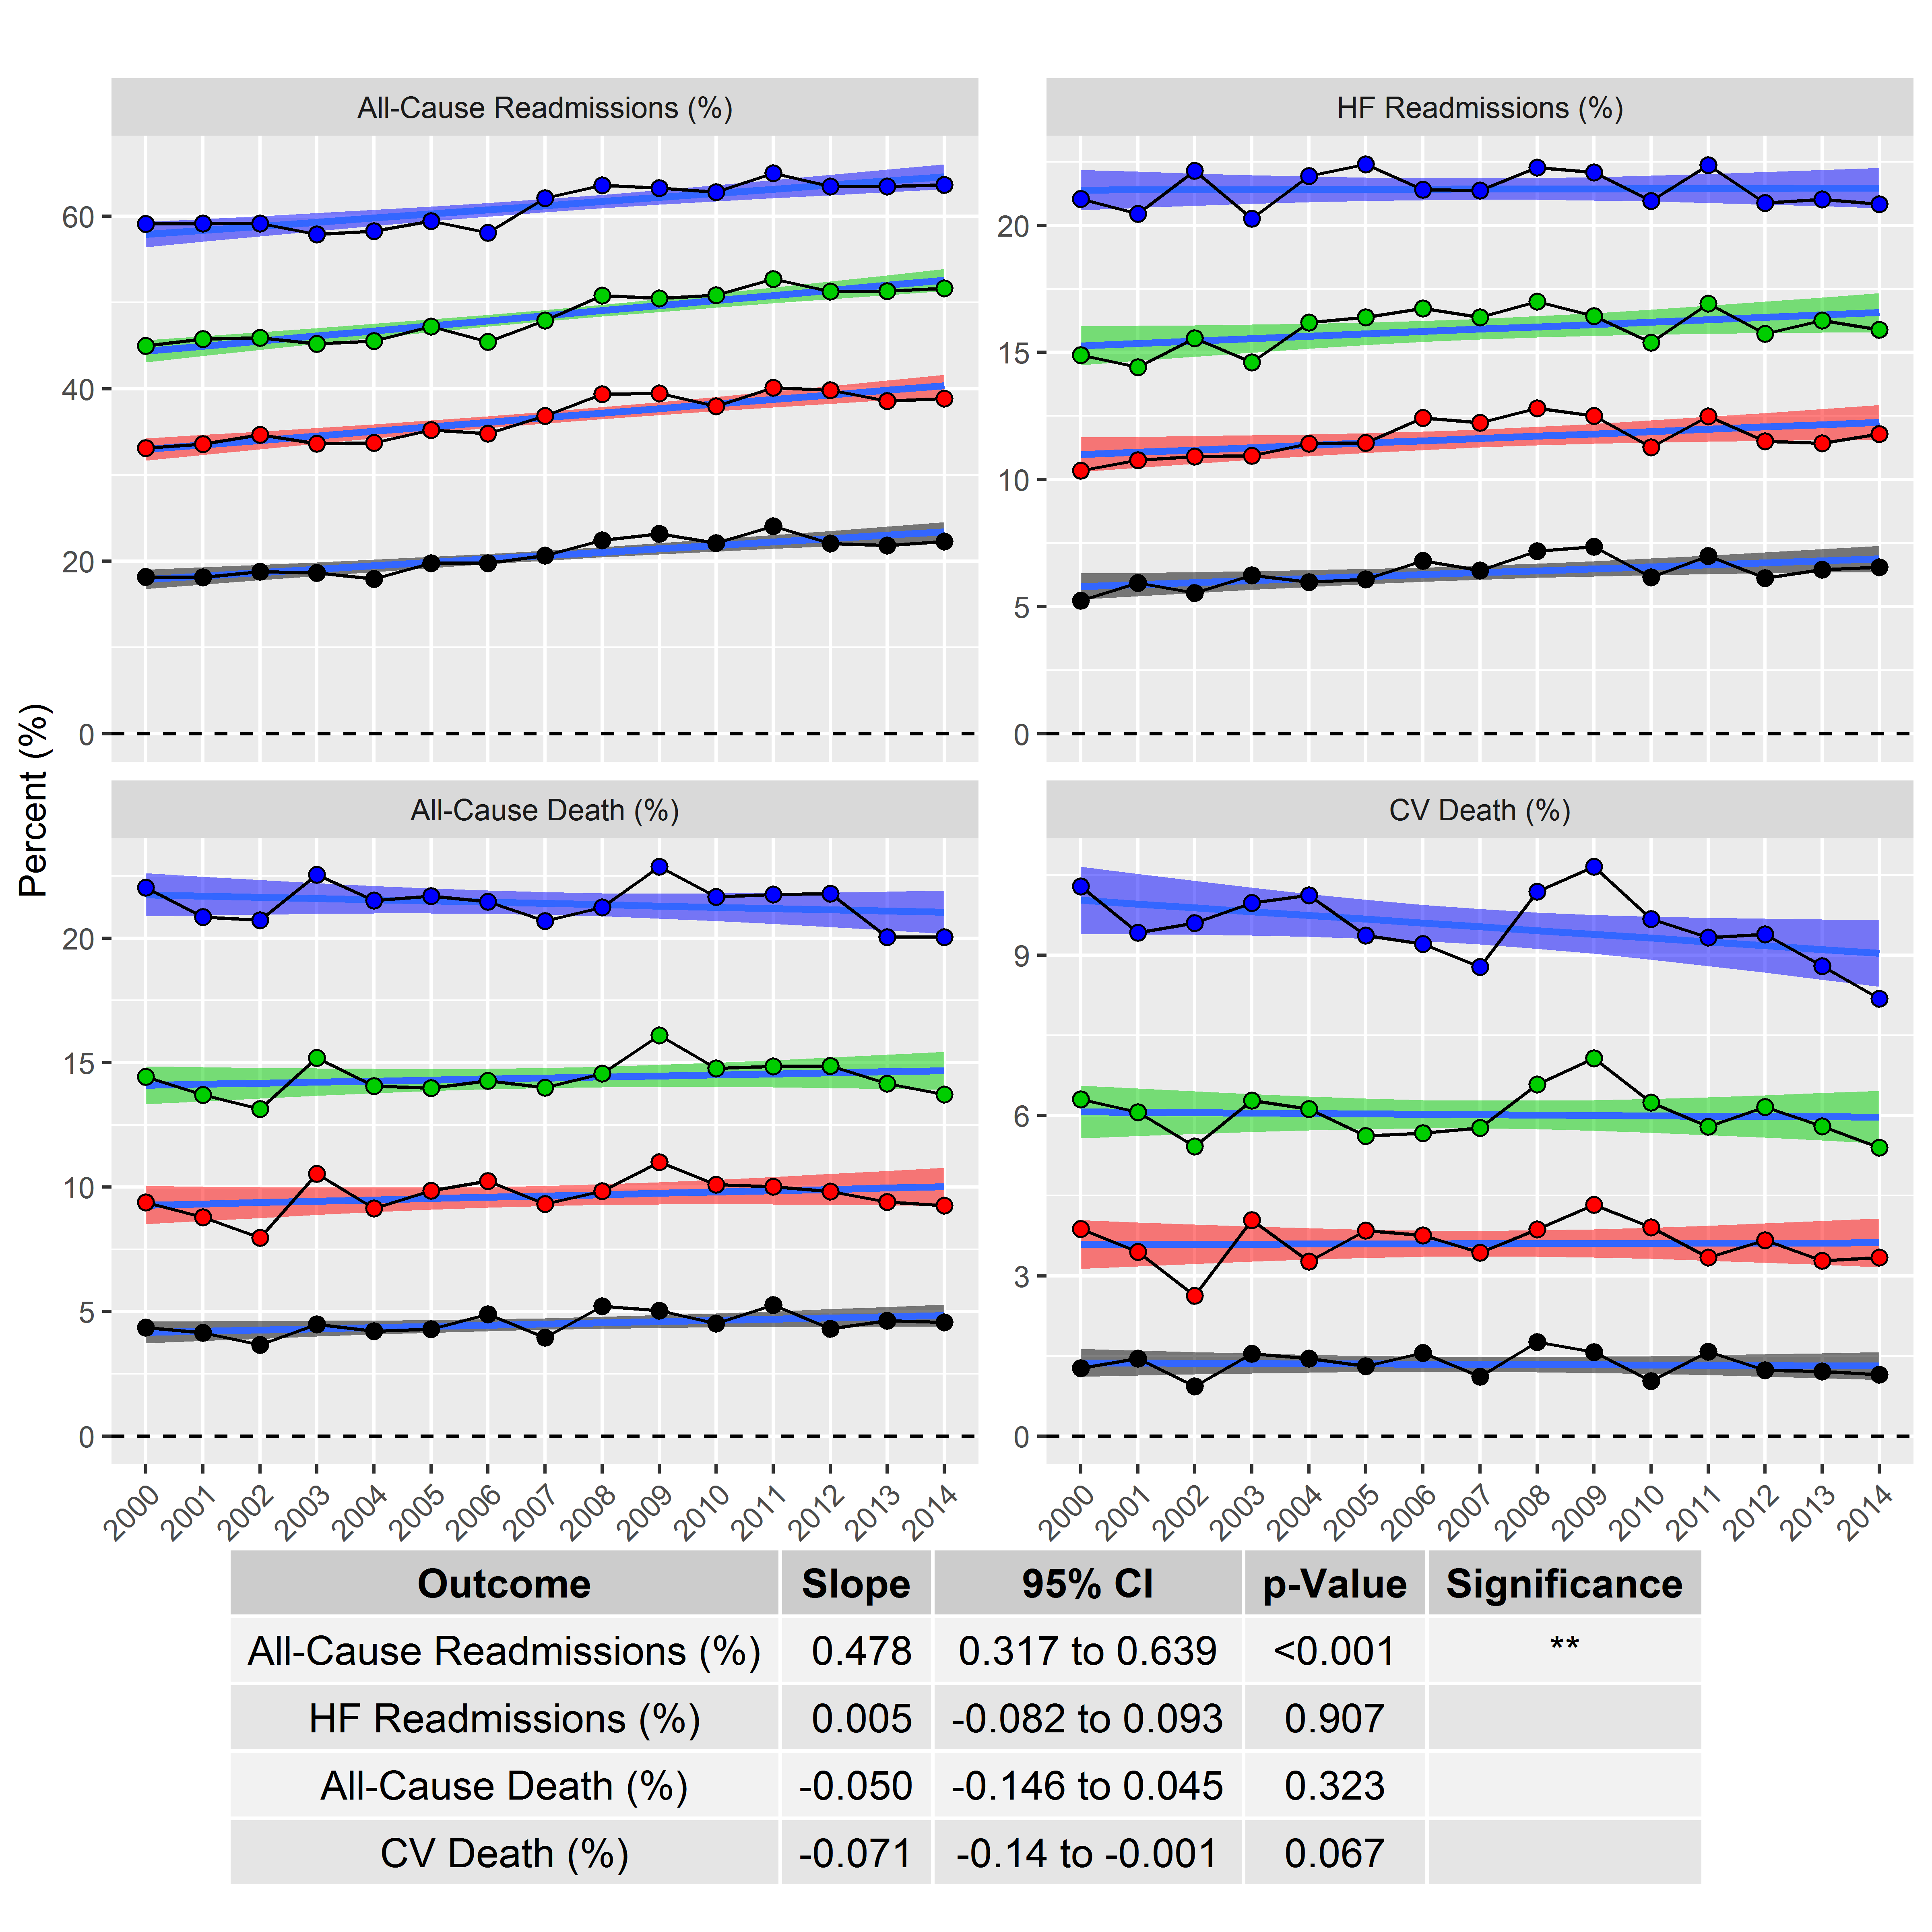 All-Cause Readmissions (%)
HF Readmissions (%)
60
40
20
0
20
15
10
5
0
Percent (%)
All-Cause Death (%)
CV Death (%)
20
15
10
5
0
9
6
3
0
2000 2001 2002 2003 2004 2005 2006 2007 2008 2009 2010 2011 2012 2013 2014
2000 2001 2002 2003 2004 2005 2006 2007 2008 2009 2010 2011 2012 2013 2014
Outcome Slope 95% CI p-Value Significance
All-Cause Readmissions (%) 0.478 0.317 to 0.639 <0.001 **
HF Readmissions (%) 0.005 -0.082 to 0.093 0.907
All-Cause Death (%) -0.050 -0.146 to 0.045 0.323
CV Death (%) -0.071 -0.14 to -0.001 0.067